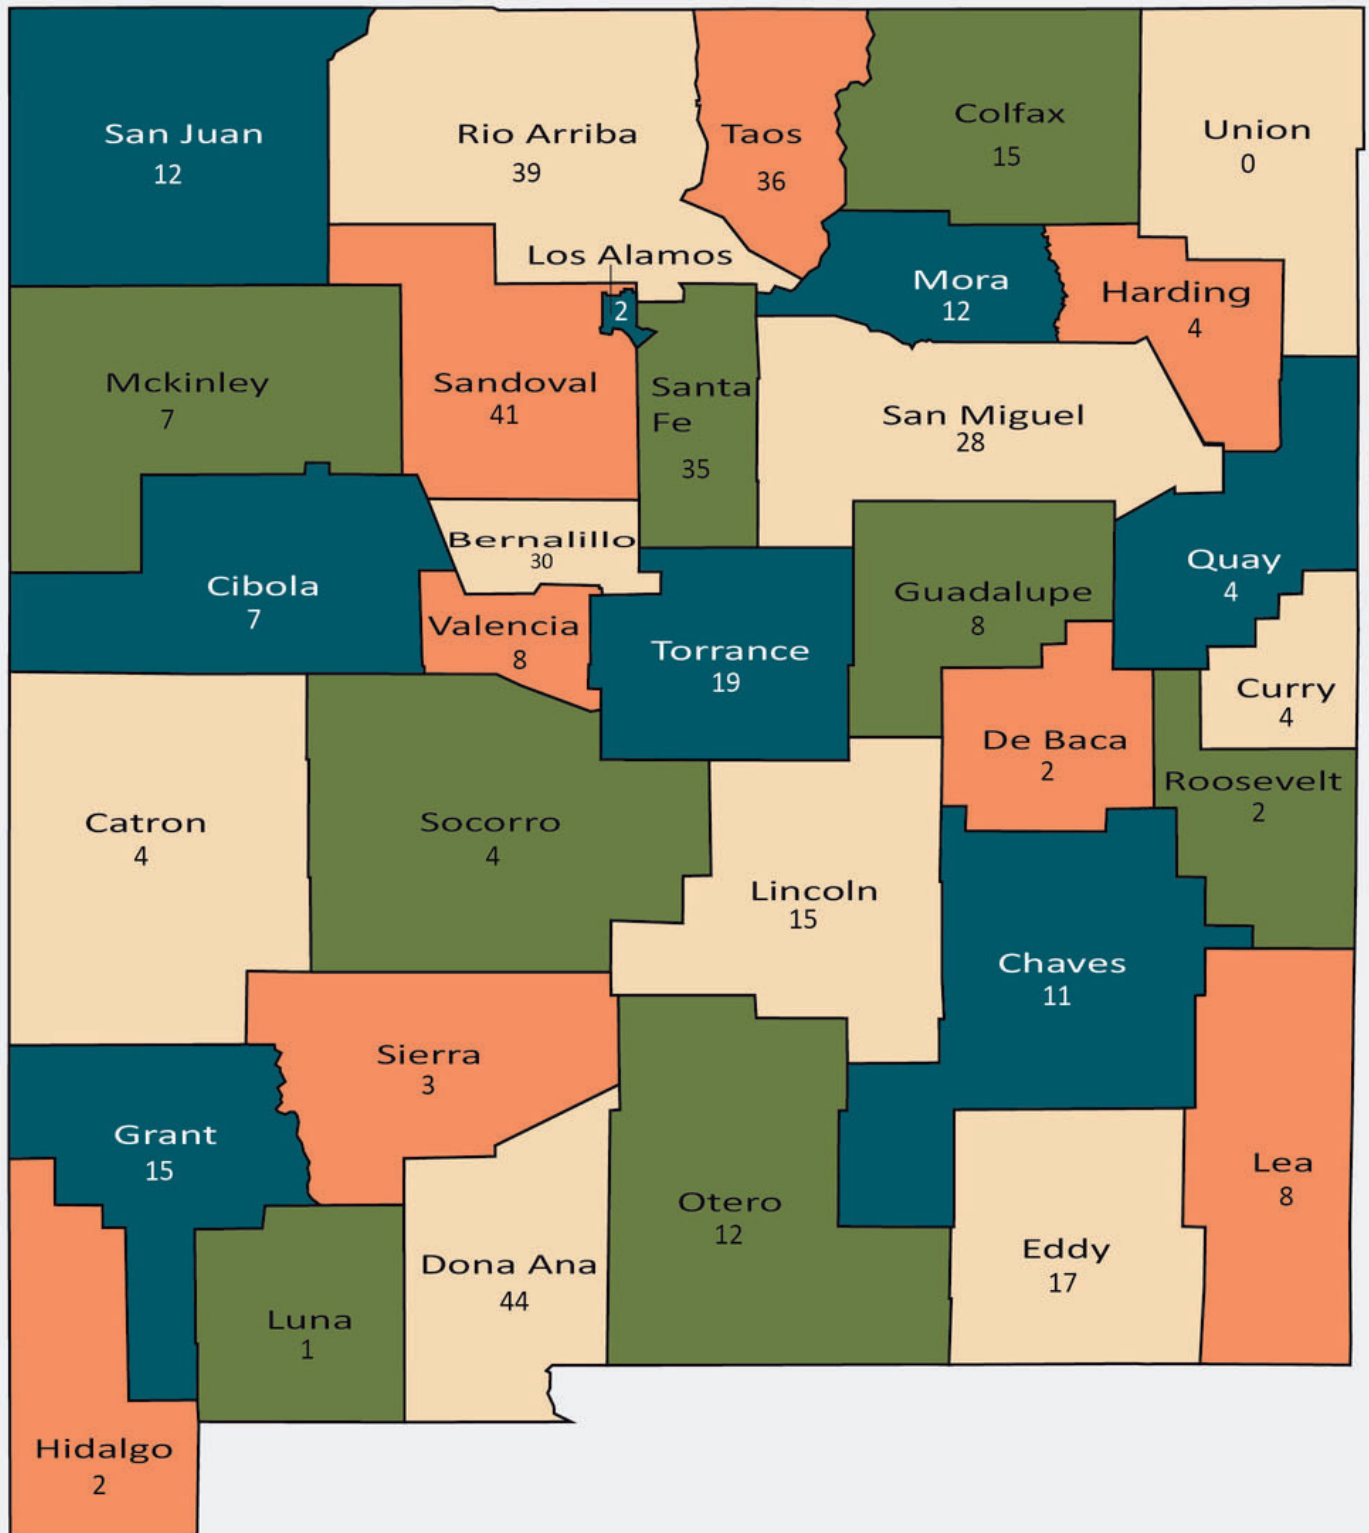 San Juan
12
Rio Arriba
39
Taos
36
Colfax
15
Union
0
Los Alamos
2
Mora
12
Harding
4
Mckinley
7
Sandoval
41
Santa
Fe
35
San Miguel
28
Bernalillo
30
Cibola
7
Valencia
8
Torrance
19
Guadalupe
8
Quay
4
Curry
4
De Baca
2
Roosevelt
2
Catron
4
Socorro
4
Lincoln
15
Chaves
11
Sierra
3
Grant
15
Otero
12
Lea
8
Dona Ana
44
Eddy
17
Luna
1
Hidalgo
2